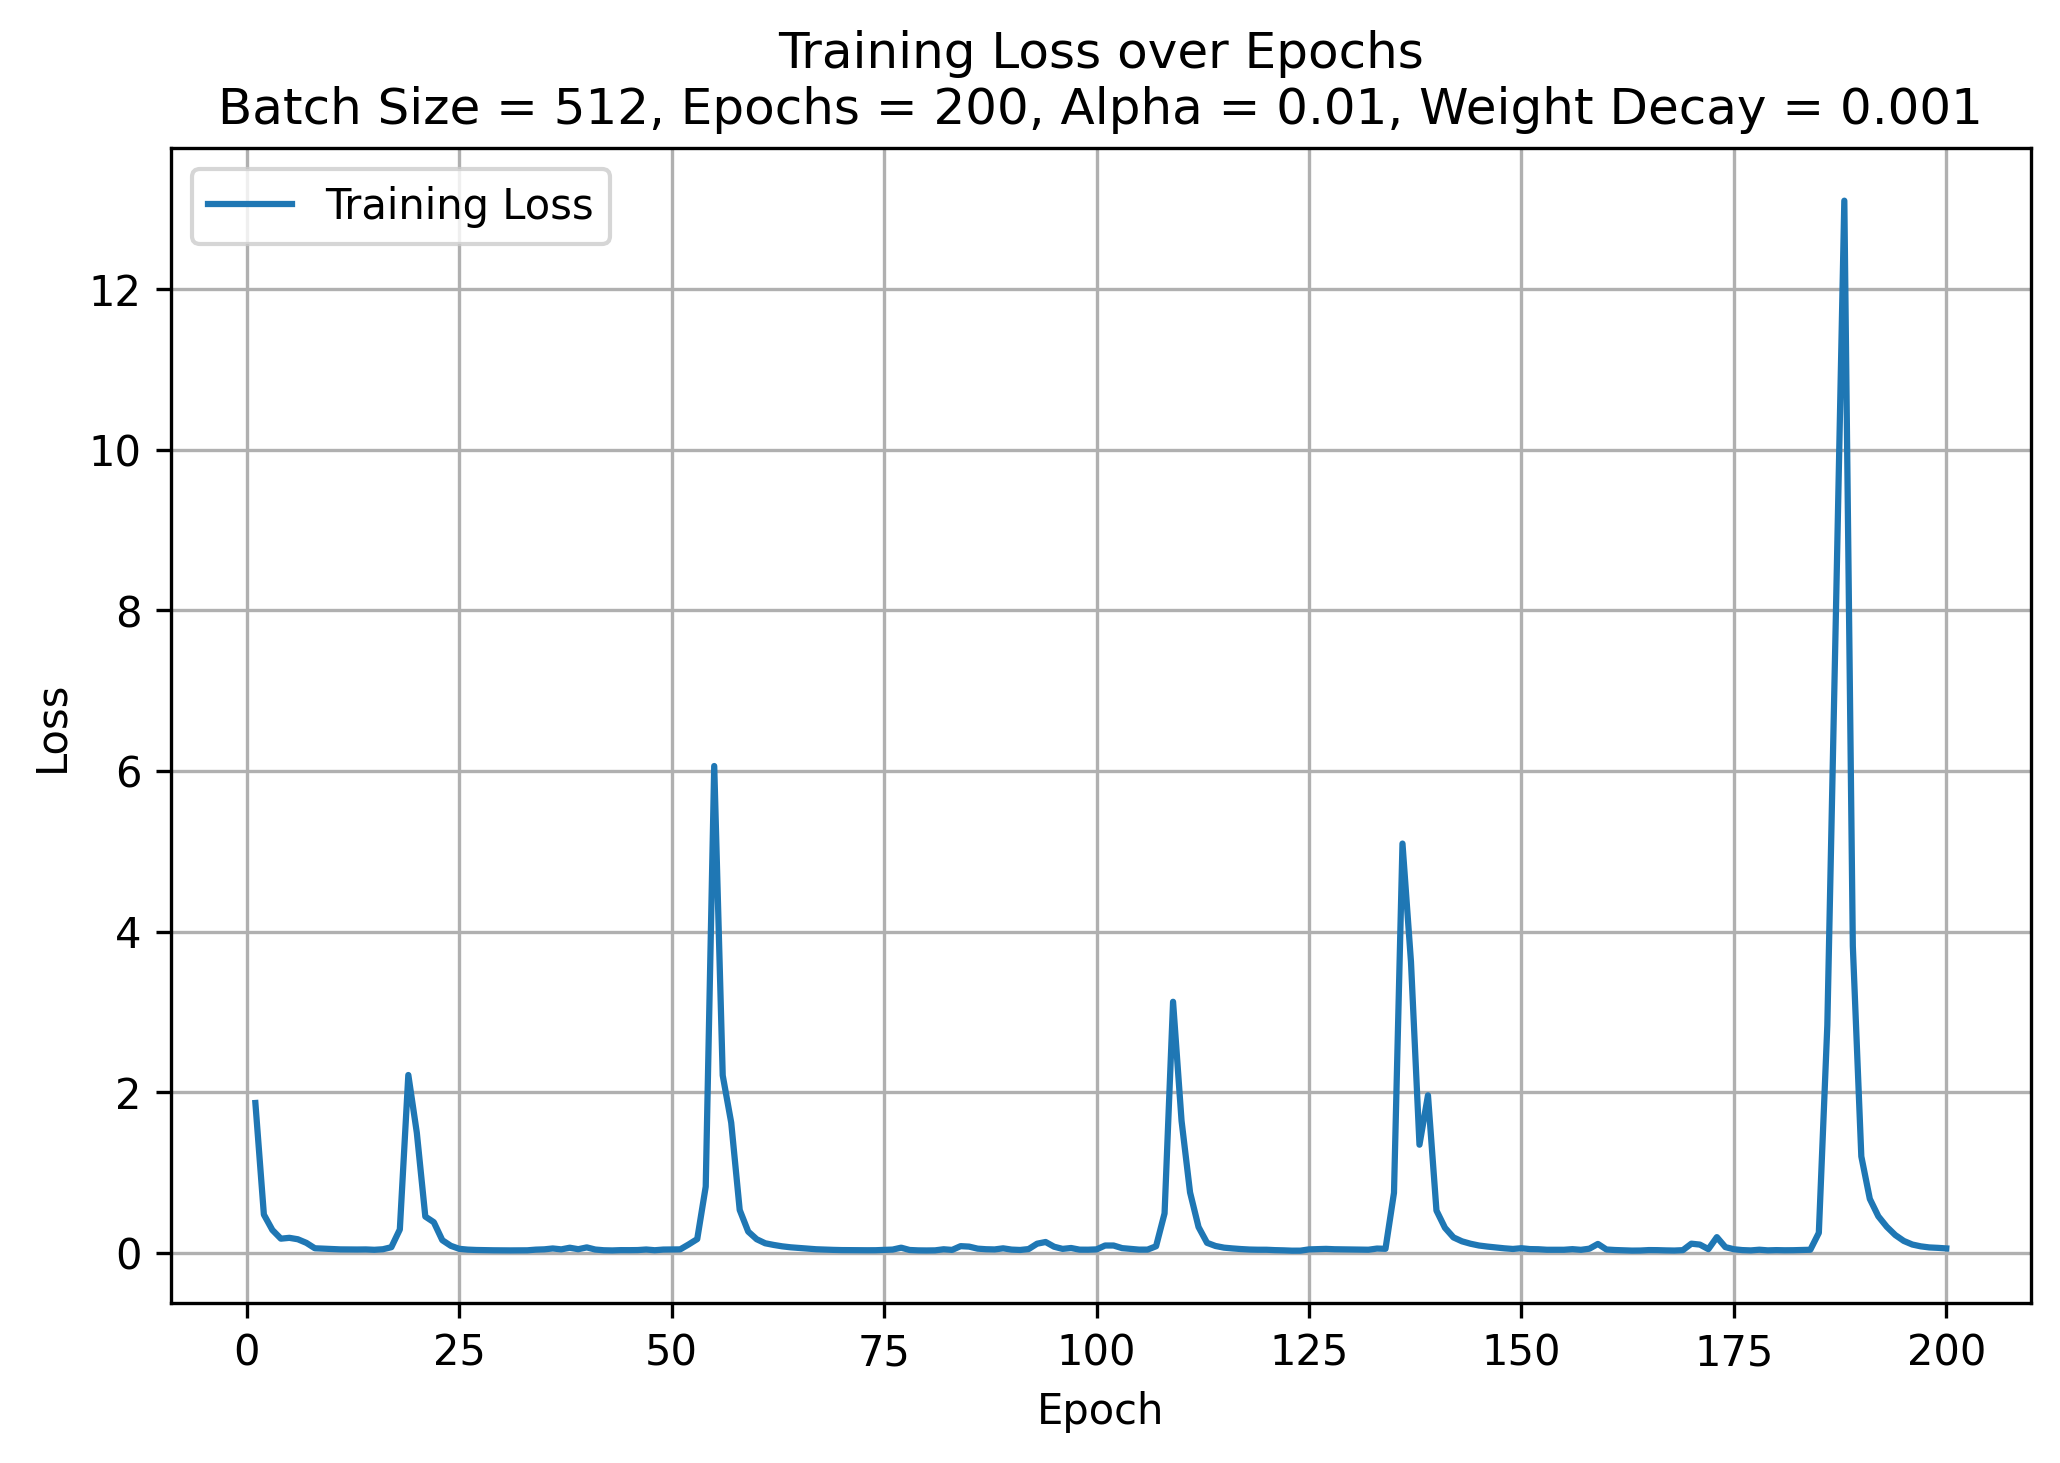 Training Loss over Epochs
Batch Size = 512, Epochs = 200, Alpha = 0.01, Weight Decay = 0.001
Training Loss
12
10
8
6
4
2
0
Loss
0 25 50 75 100 125 150 175 200
Epoch